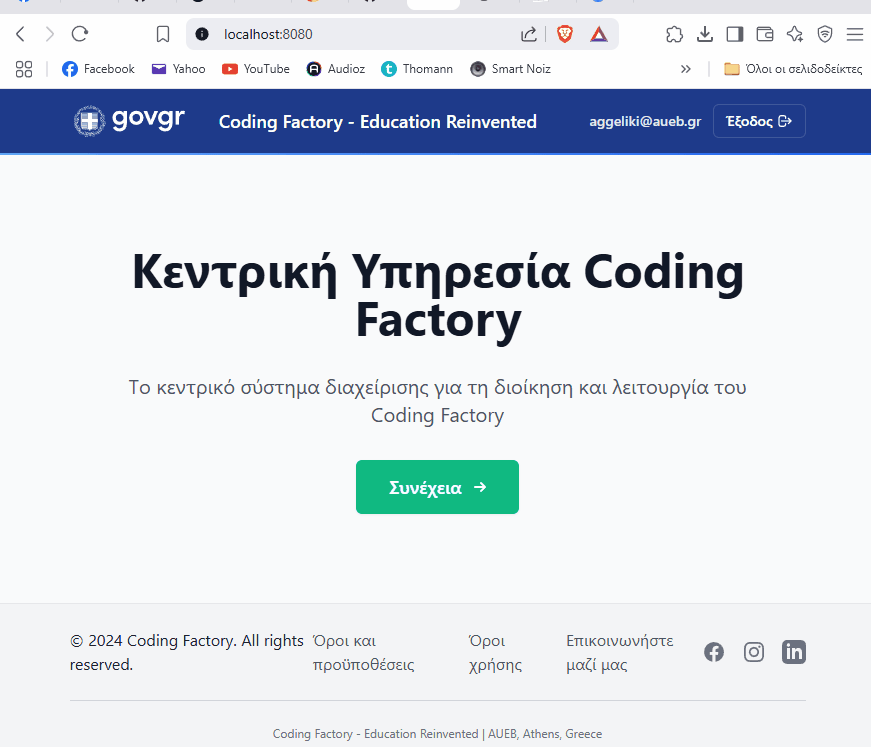 localhost:8080
Facebook Yahoo YouTube Audioz Thomann Smart Noiz » Όλοι οι σελιδοδείκτες
govgr Coding Factory - Education Reinvented aggeliki@aueb.gr Έξοδος
Κεντρική Υπηρεσία Coding
Factory
Το κεντρικό σύστημα διαχείρισης για τη διοίκηση και λειτουργία του
Coding Factory
Συνέχεια →
© 2024 Coding Factory. All rights
reserved.
Όροι και
προϋποθέσεις
Όροι
χρήσης
Επικοινωνήστε
μαζί μας
Coding Factory - Education Reinvented | AUEB, Athens, Greece